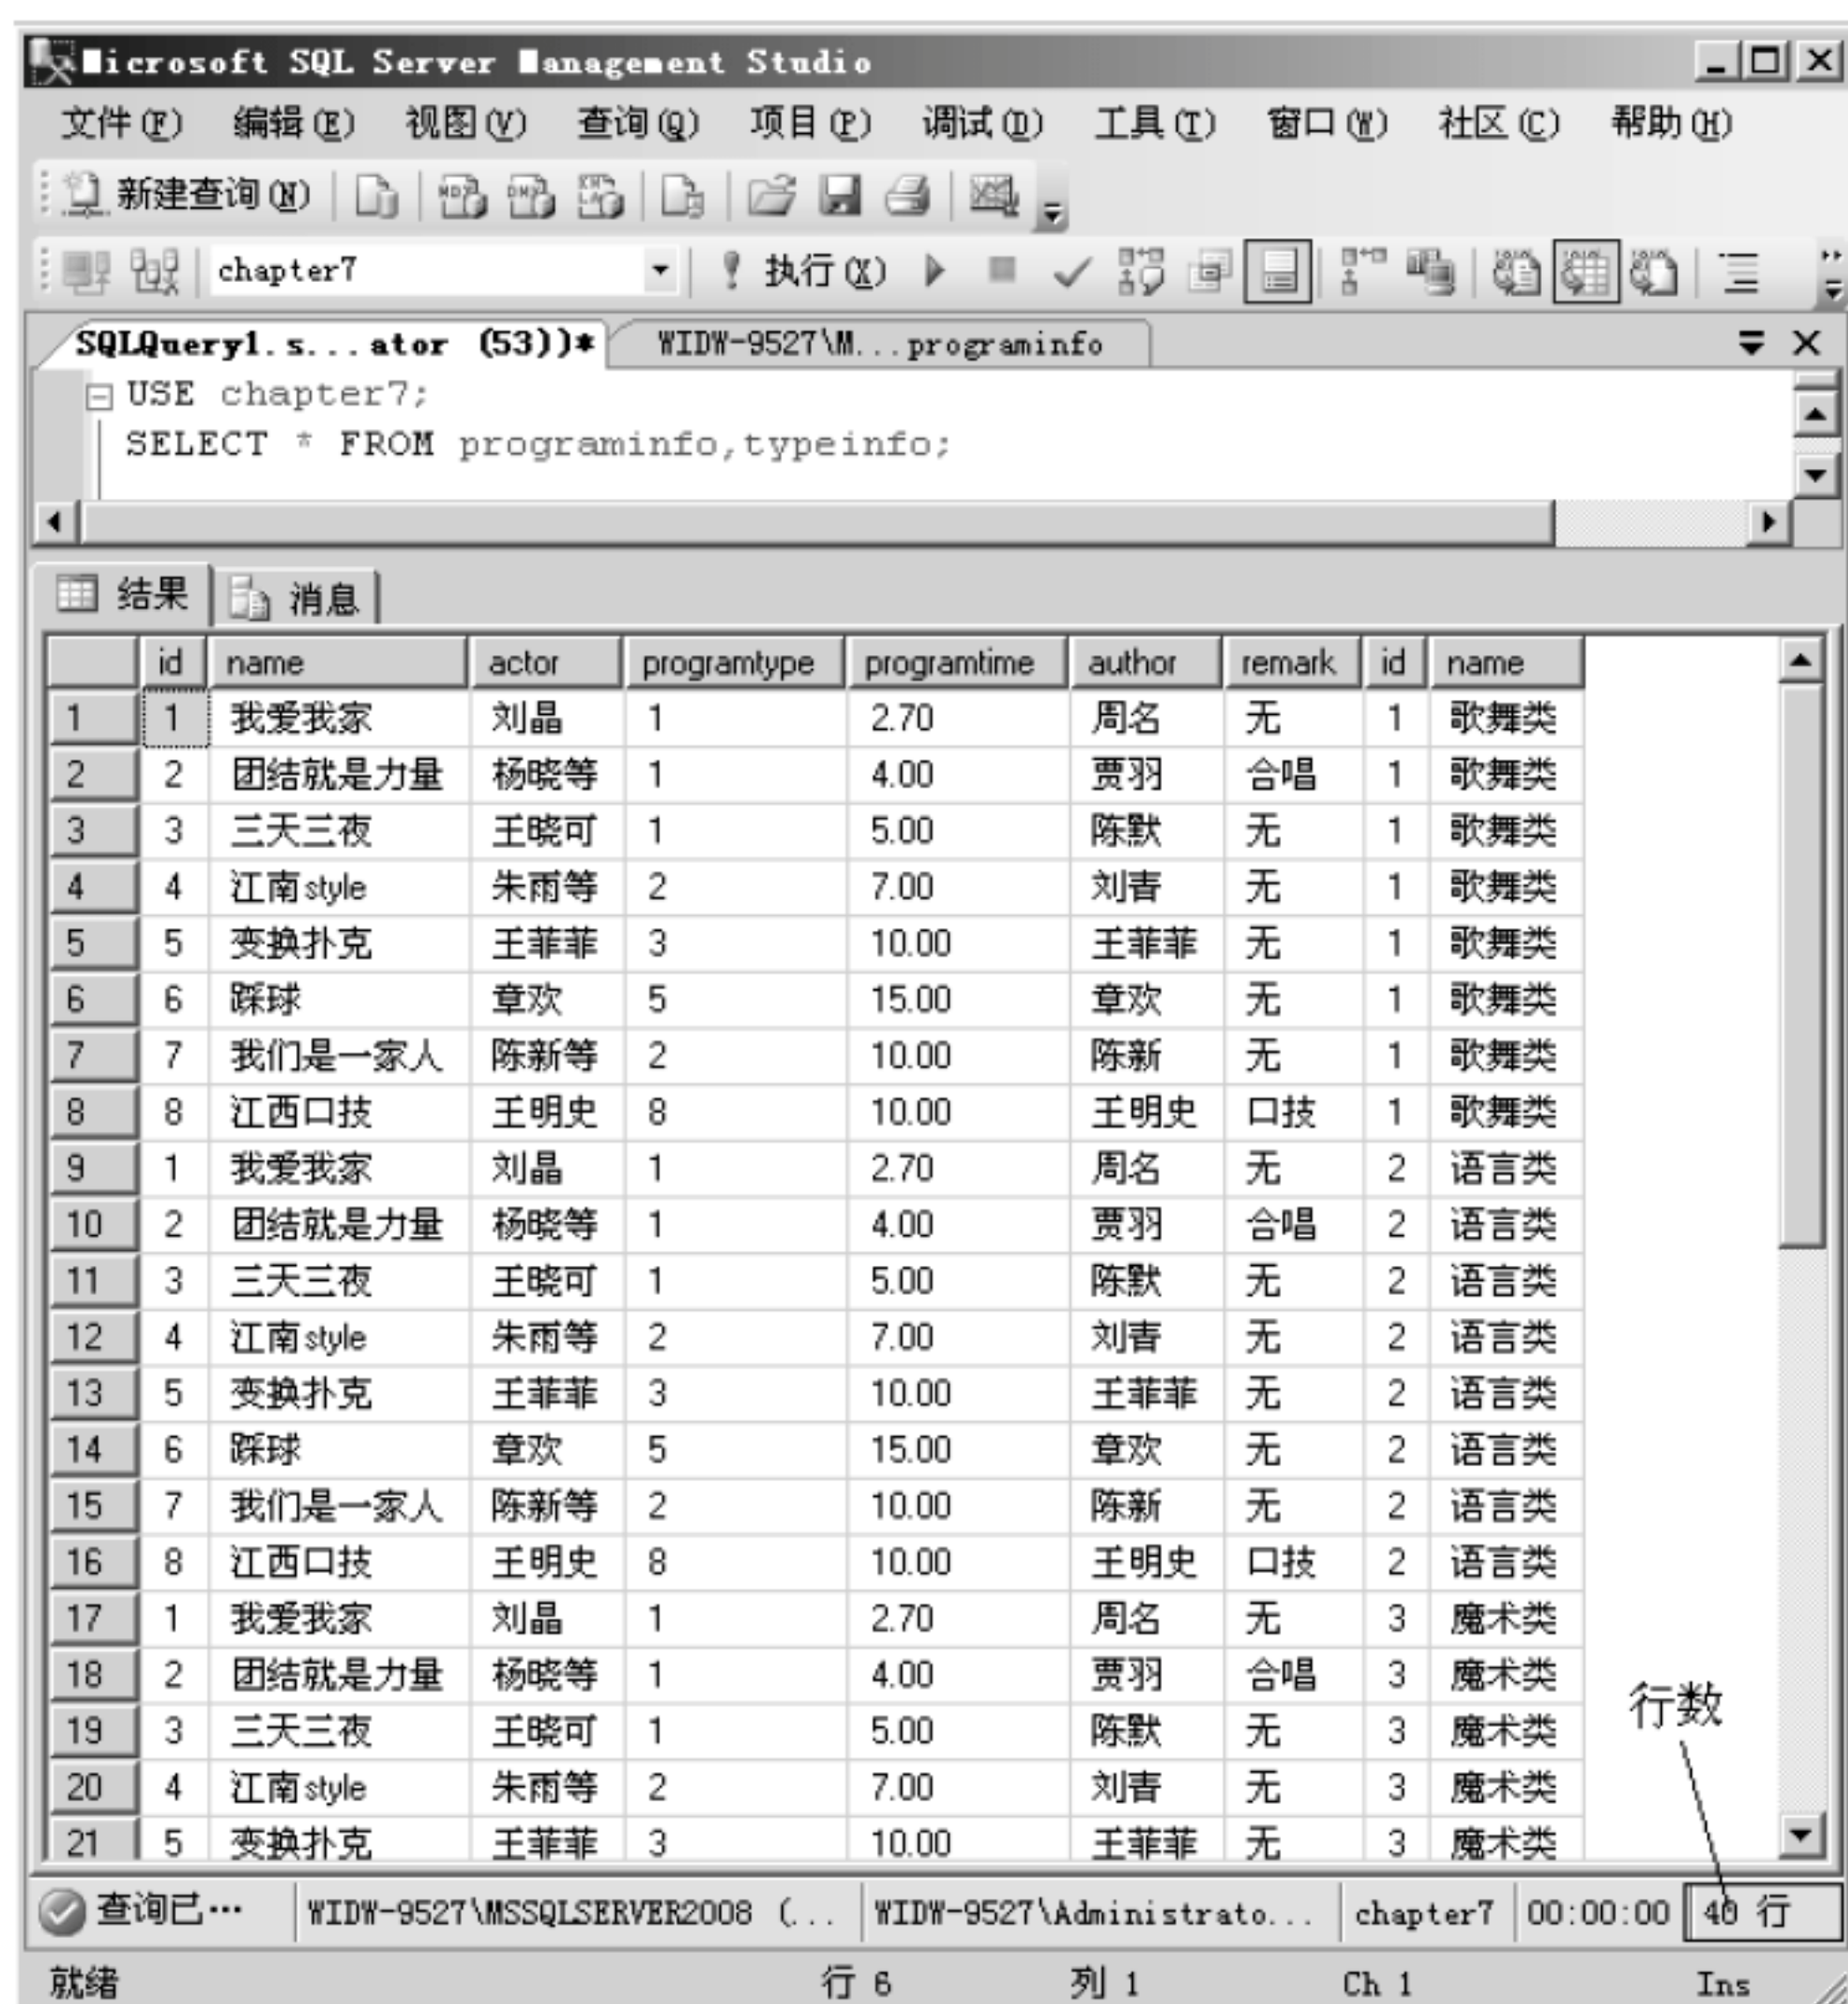 Microsoft SQL Server Management Studio
文件(F) 编辑(E) 视图(V) 查询(Q) 项目(P) 调试(D) 工具(T) 窗口(W) 社区(C) 帮助(H)
新建查询(N)
chapter7 执行(X)
SQLQuery1.s...ator (53))* WIDW-9527\M...programinfo
USE chapter7;
SELECT * FROM programinfo,typeinfo;
结果 消息
id name actor programtype programtime author remark id name
1 1 我爱我家 刘晶 1 2.70 周名 无 1 歌舞类
2 2 团结就是力量 杨晓等 1 4.00 贾羽 合唱 1 歌舞类
3 3 三天三夜 王晓可 1 5.00 陈默 无 1 歌舞类
4 4 江南style 朱雨等 2 7.00 刘青 无 1 歌舞类
5 5 变换扑克 王菲菲 3 10.00 王菲菲 无 1 歌舞类
6 6 踩球 章欢 5 15.00 章欢 无 1 歌舞类
7 7 我们是一家人 陈新等 2 10.00 陈新 无 1 歌舞类
8 8 江西口技 王明史 8 10.00 王明史 口技 1 歌舞类
9 1 我爱我家 刘晶 1 2.70 周名 无 2 语言类
10 2 团结就是力量 杨晓等 1 4.00 贾羽 合唱 2 语言类
11 3 三天三夜 王晓可 1 5.00 陈默 无 2 语言类
12 4 江南style 朱雨等 2 7.00 刘青 无 2 语言类
13 5 变换扑克 王菲菲 3 10.00 王菲菲 无 2 语言类
14 6 踩球 章欢 5 15.00 章欢 无 2 语言类
15 7 我们是一家人 陈新等 2 10.00 陈新 无 2 语言类
16 8 江西口技 王明史 8 10.00 王明史 口技 2 语言类
17 1 我爱我家 刘晶 1 2.70 周名 无 3 魔术类
18 2 团结就是力量 杨晓等 1 4.00 贾羽 合唱 3 魔术类
19 3 三天三夜 王晓可 1 5.00 陈默 无 3 魔术类
20 4 江南style 朱雨等 2 7.00 刘青 无 3 魔术类
21 5 变换扑克 王菲菲 3 10.00 王菲菲 无 3 魔术类
行数
查询已… WIDW-9527\MSSQLSERVER2008 (... WIDW-9527\Administrato... chapter7 00:00:00 40 行
就绪 行 6 列 1 Ch 1 Ins